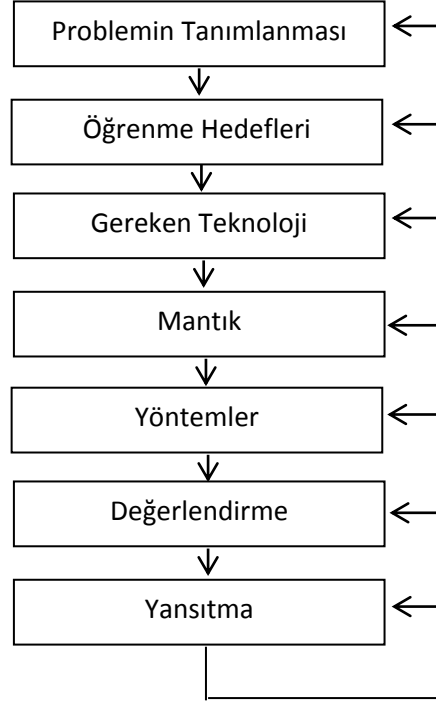 Problemin Tanımlanması
Öğrenme Hedefleri
Gereken Teknoloji
Mantık
Yöntemler
Değerlendirme
Yansıtma